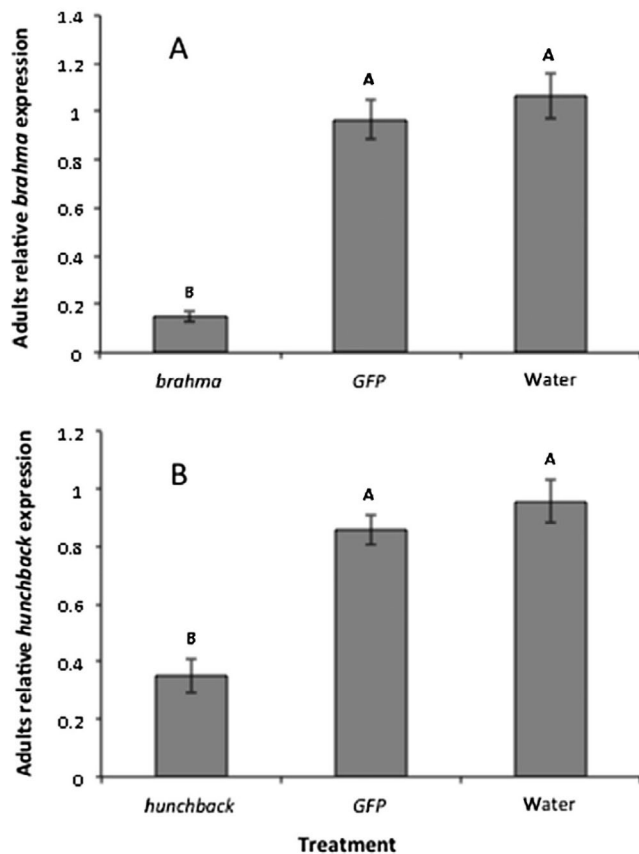 Adults relative brahma expression
1.4
1.2
1
0.8
0.6
0.4
0.2
0
A
B
A
A
brahma GFP Water
Adults relative hunchback expression
1.2
1
0.8
0.6
0.4
0.2
0
B
B
A
A
hunchback GFP Water
Treatment